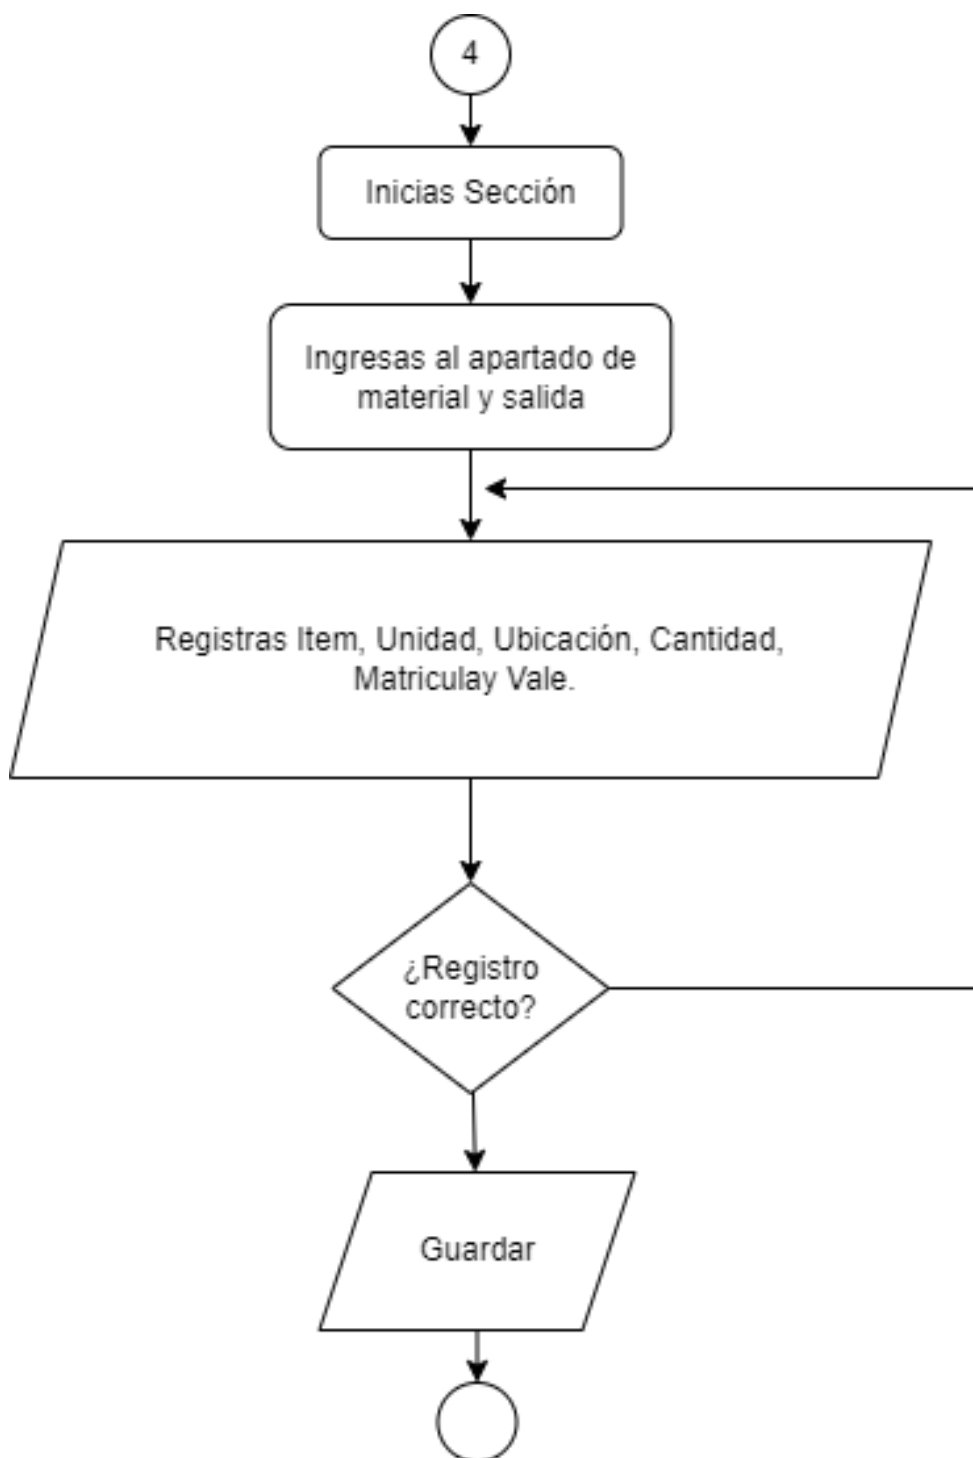 4
Inicias Sección
Ingresas al apartado de
material y salida
Registras Item, Unidad, Ubicación, Cantidad,
Matriculay Vale.
¿Registro
correcto?
Guardar